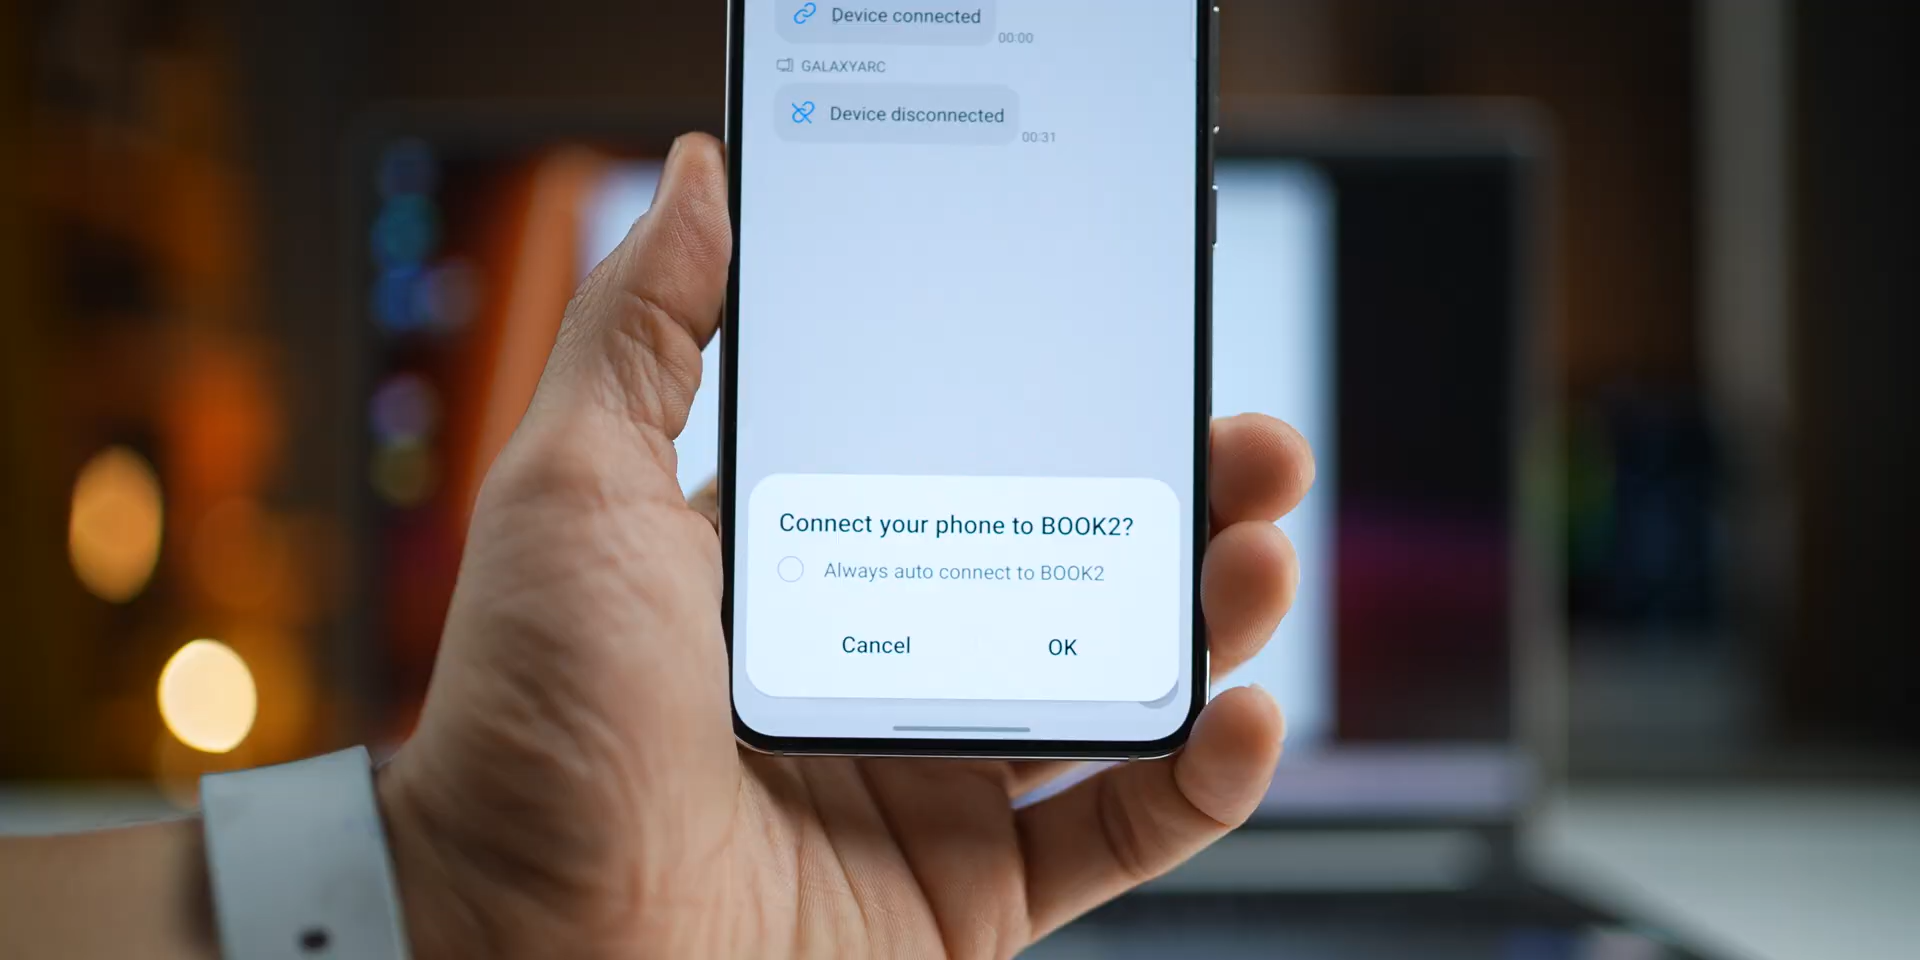 Device connected
00:00
GALAXYARC
Device disconnected
00:31
Connect your phone to BOOK2?
Always auto connect to BOOK2
Cancel
OK